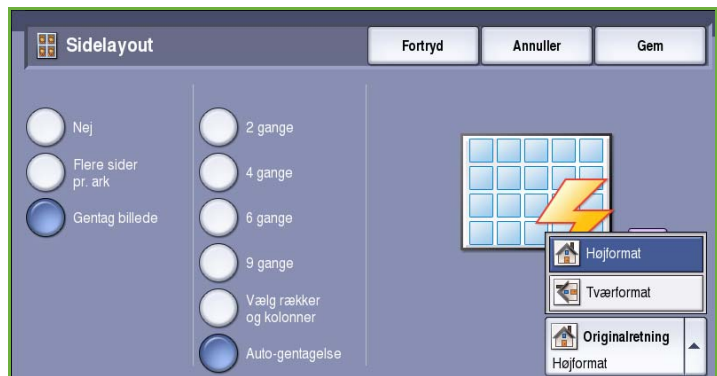 Sidelayout
Fortryd
Annuller
Gem
Nej
Flere sider
pr. ark
Gentag billede
2 gange
4 gange
6 gange
9 gange
Vælg rækker
og kolonner
Auto-gentagelse
Højformat
Tværformat
Originalretning
Højformat